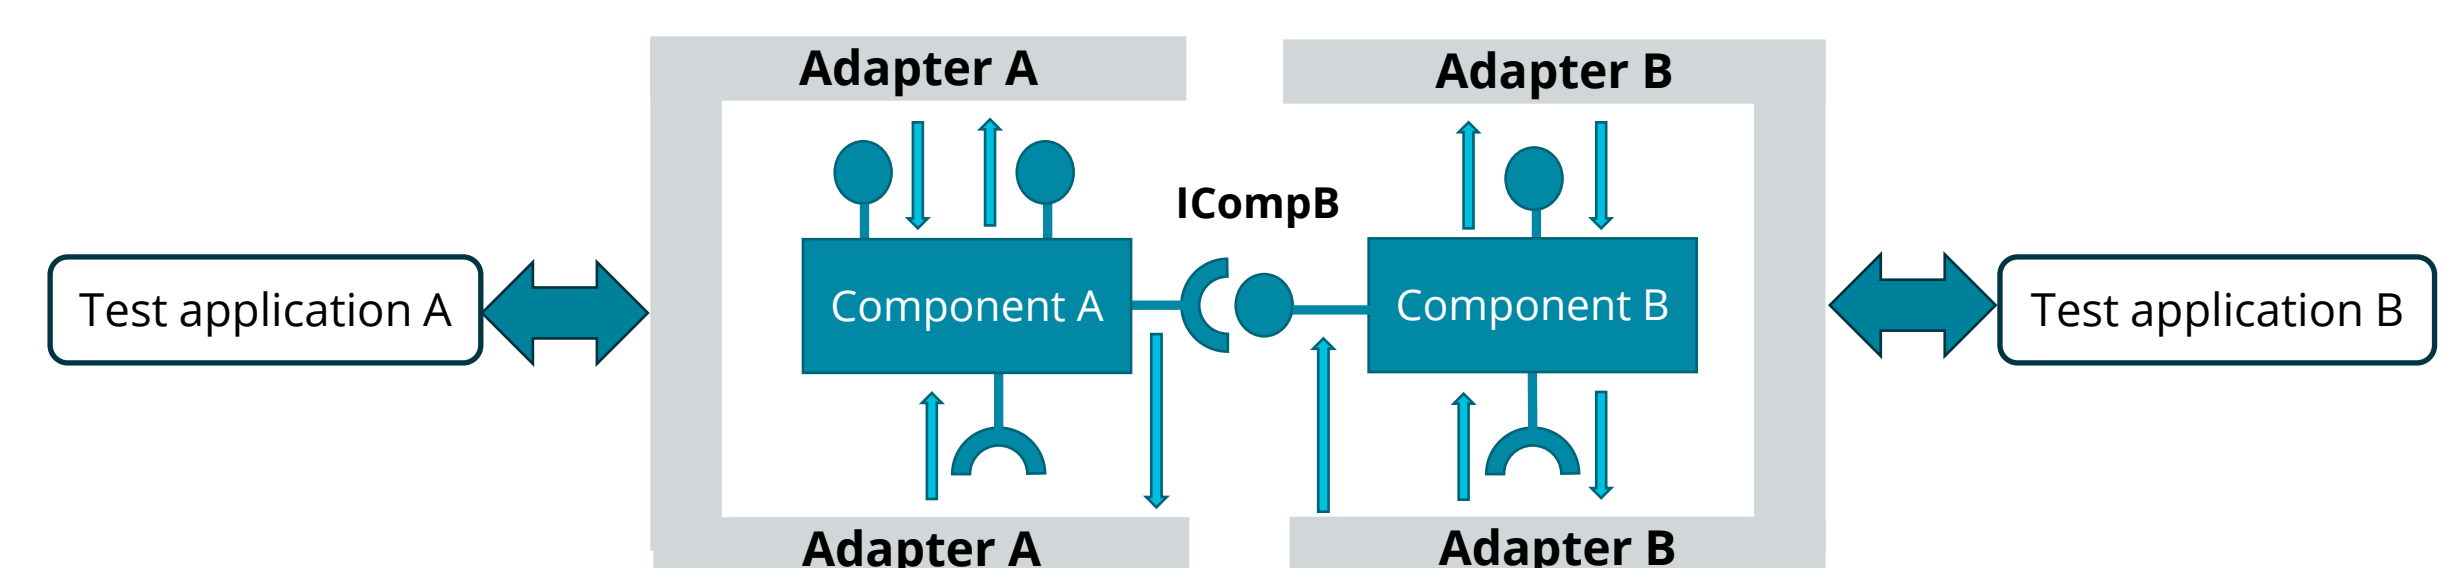 Adapter A
Adapter B
ICompB
Test application A
Component A
Component B
Test application B
Adapter A
Adapter B